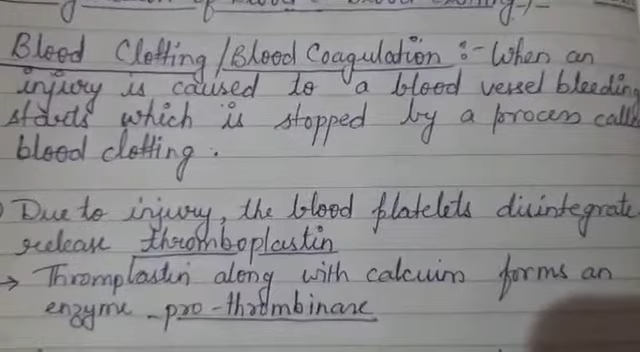 Blood Clotting / Blood Coagulation :- When an
injury is caused to a blood vessel bleeding
starts which is stopped by a process calle
blood clotting.
Due to injury, the blood platelets disintegrate
release thromboplastin
→ Thromplastin along with calcium forms an
enzyme - pro-thrombinase